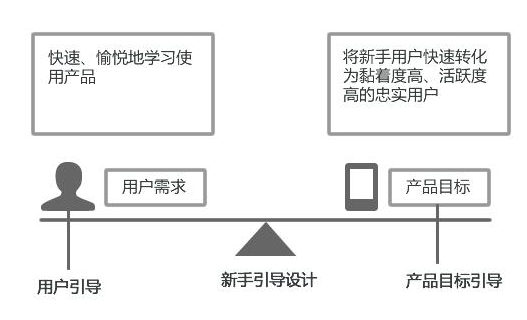 快速、愉悦地学习使
用产品
将新手用户快速转化
为黏着度高、活跃度
高的忠实用户
用户需求
产品目标
用户引导
新手引导设计
产品目标引导